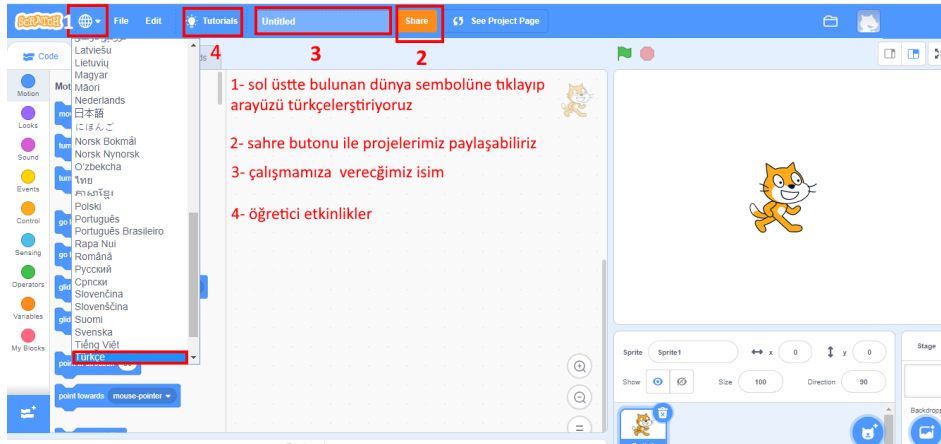 SCRATCH 1 File Edit Tutorials Untitled Share See Project Page
4 3 2
Code
Latviešu
Lietuvių
Magyar
Māori
Nederlands
日本語
にほんご
Norsk Bokmål
Norsk Nynorsk
O'zbekcha
ไทย
ភាសាខ្មែរ
Polski
Português
Português Brasileiro
Rapa Nui
Română
Русский
Српски
Slovenčina
Slovenščina
Suomi
Svenska
Tiếng Việt
Türkçe
Motion
Looks
Sound
Events
Control
Sensing
Operators
Variables
My Blocks
point towards mouse-pointer
1- sol üstte bulunan dünya sembolüne tıklayıp
arayüzü türkçelerştiriyoruz
2- sahre butonu ile projelerimiz paylaşabiliriz
3- çalışmamıza verecğimiz isim
4- öğretici etkinlikler
Sprite Sprite1 x 0 y 0
Show Size 100 Direction 90
Stage
Backdrops